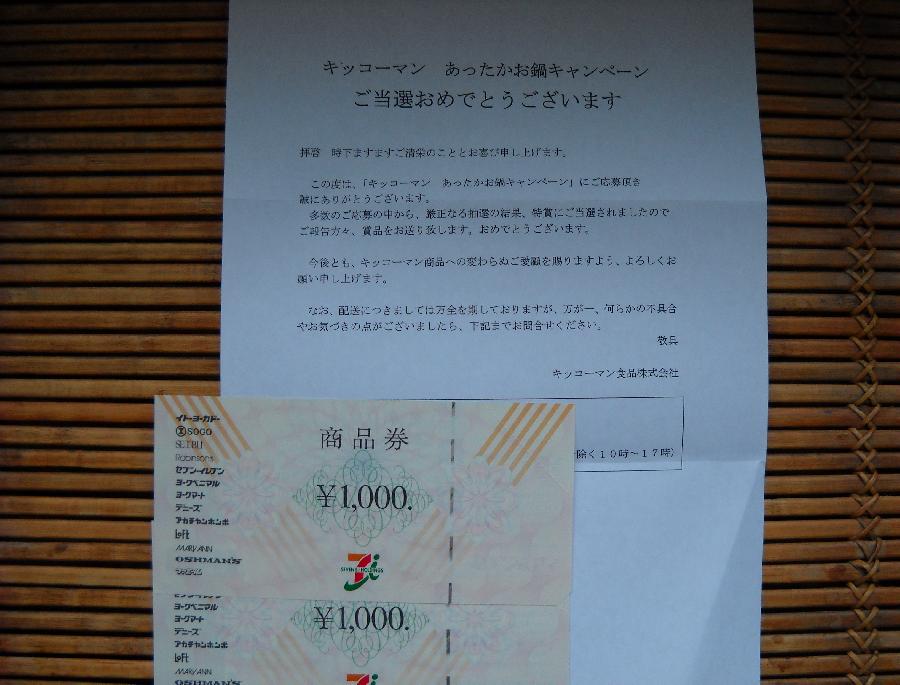 キッコーマン　あったかお鍋キャンペーン
ご当選おめでとうございます
拝啓　時下ますますご清栄のこととお喜び申し上げます。
この度は、「キッコーマン　あったかお鍋キャンペーン」にご応募頂き
誠にありがとうございます。
多数のご応募の中から、厳正なる抽選の結果、特賞にご当選されましたので
ご報告方々、賞品をお送り致します。おめでとうございます。
今後とも、キッコーマン商品への変わらぬご愛顧を賜りますよう、よろしくお
願い申し上げます。
なお、配送につきましては万全を期しておりますが、万が一、何らかの不具合
やお気づきの点がございましたら、下記までお問合せください。
敬具
キッコーマン食品株式会社
除く１０時～１７時）
イトーヨーカドー
SOGO
SEIBU
Robinson's
セブン-イレブン
ヨークベニマル
ヨークマート
デニーズ
アカチャンホンポ
Loft
MARY ANN
OSHMAN'S
商品券
¥1,000.
SEVEN & i HOLDINGS
ヨークベニマル
ヨークマート
デニーズ
アカチャンホンポ
Loft
MARY ANN
OSHMAN'S
¥1,000.